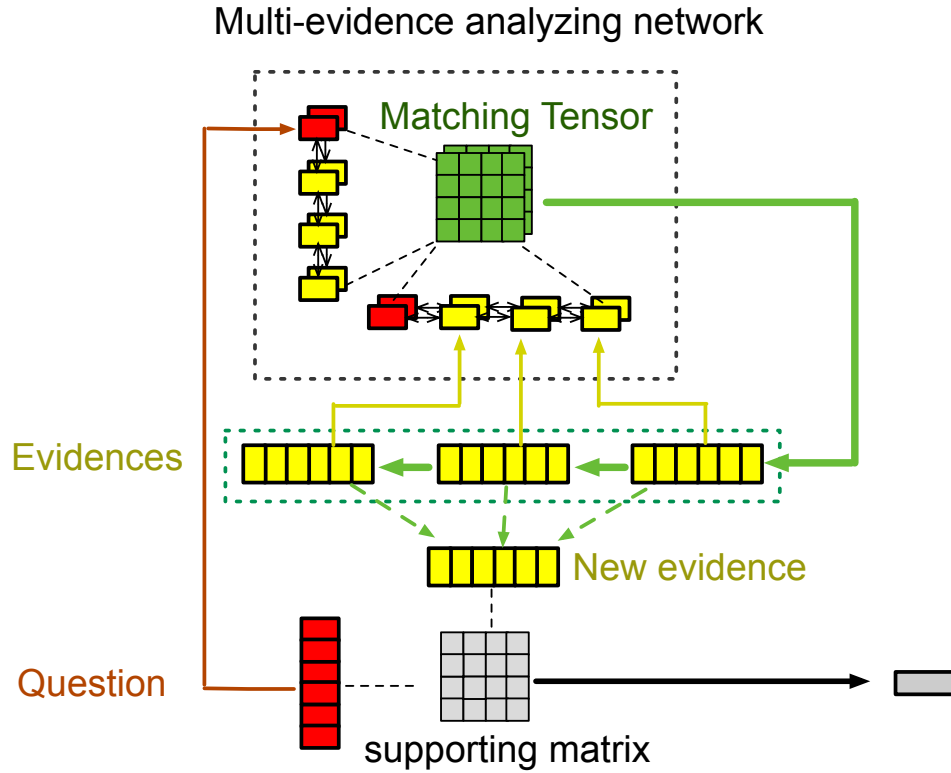 Multi-evidence analyzing network
Matching Tensor
Evidences
New evidence
Question
supporting matrix